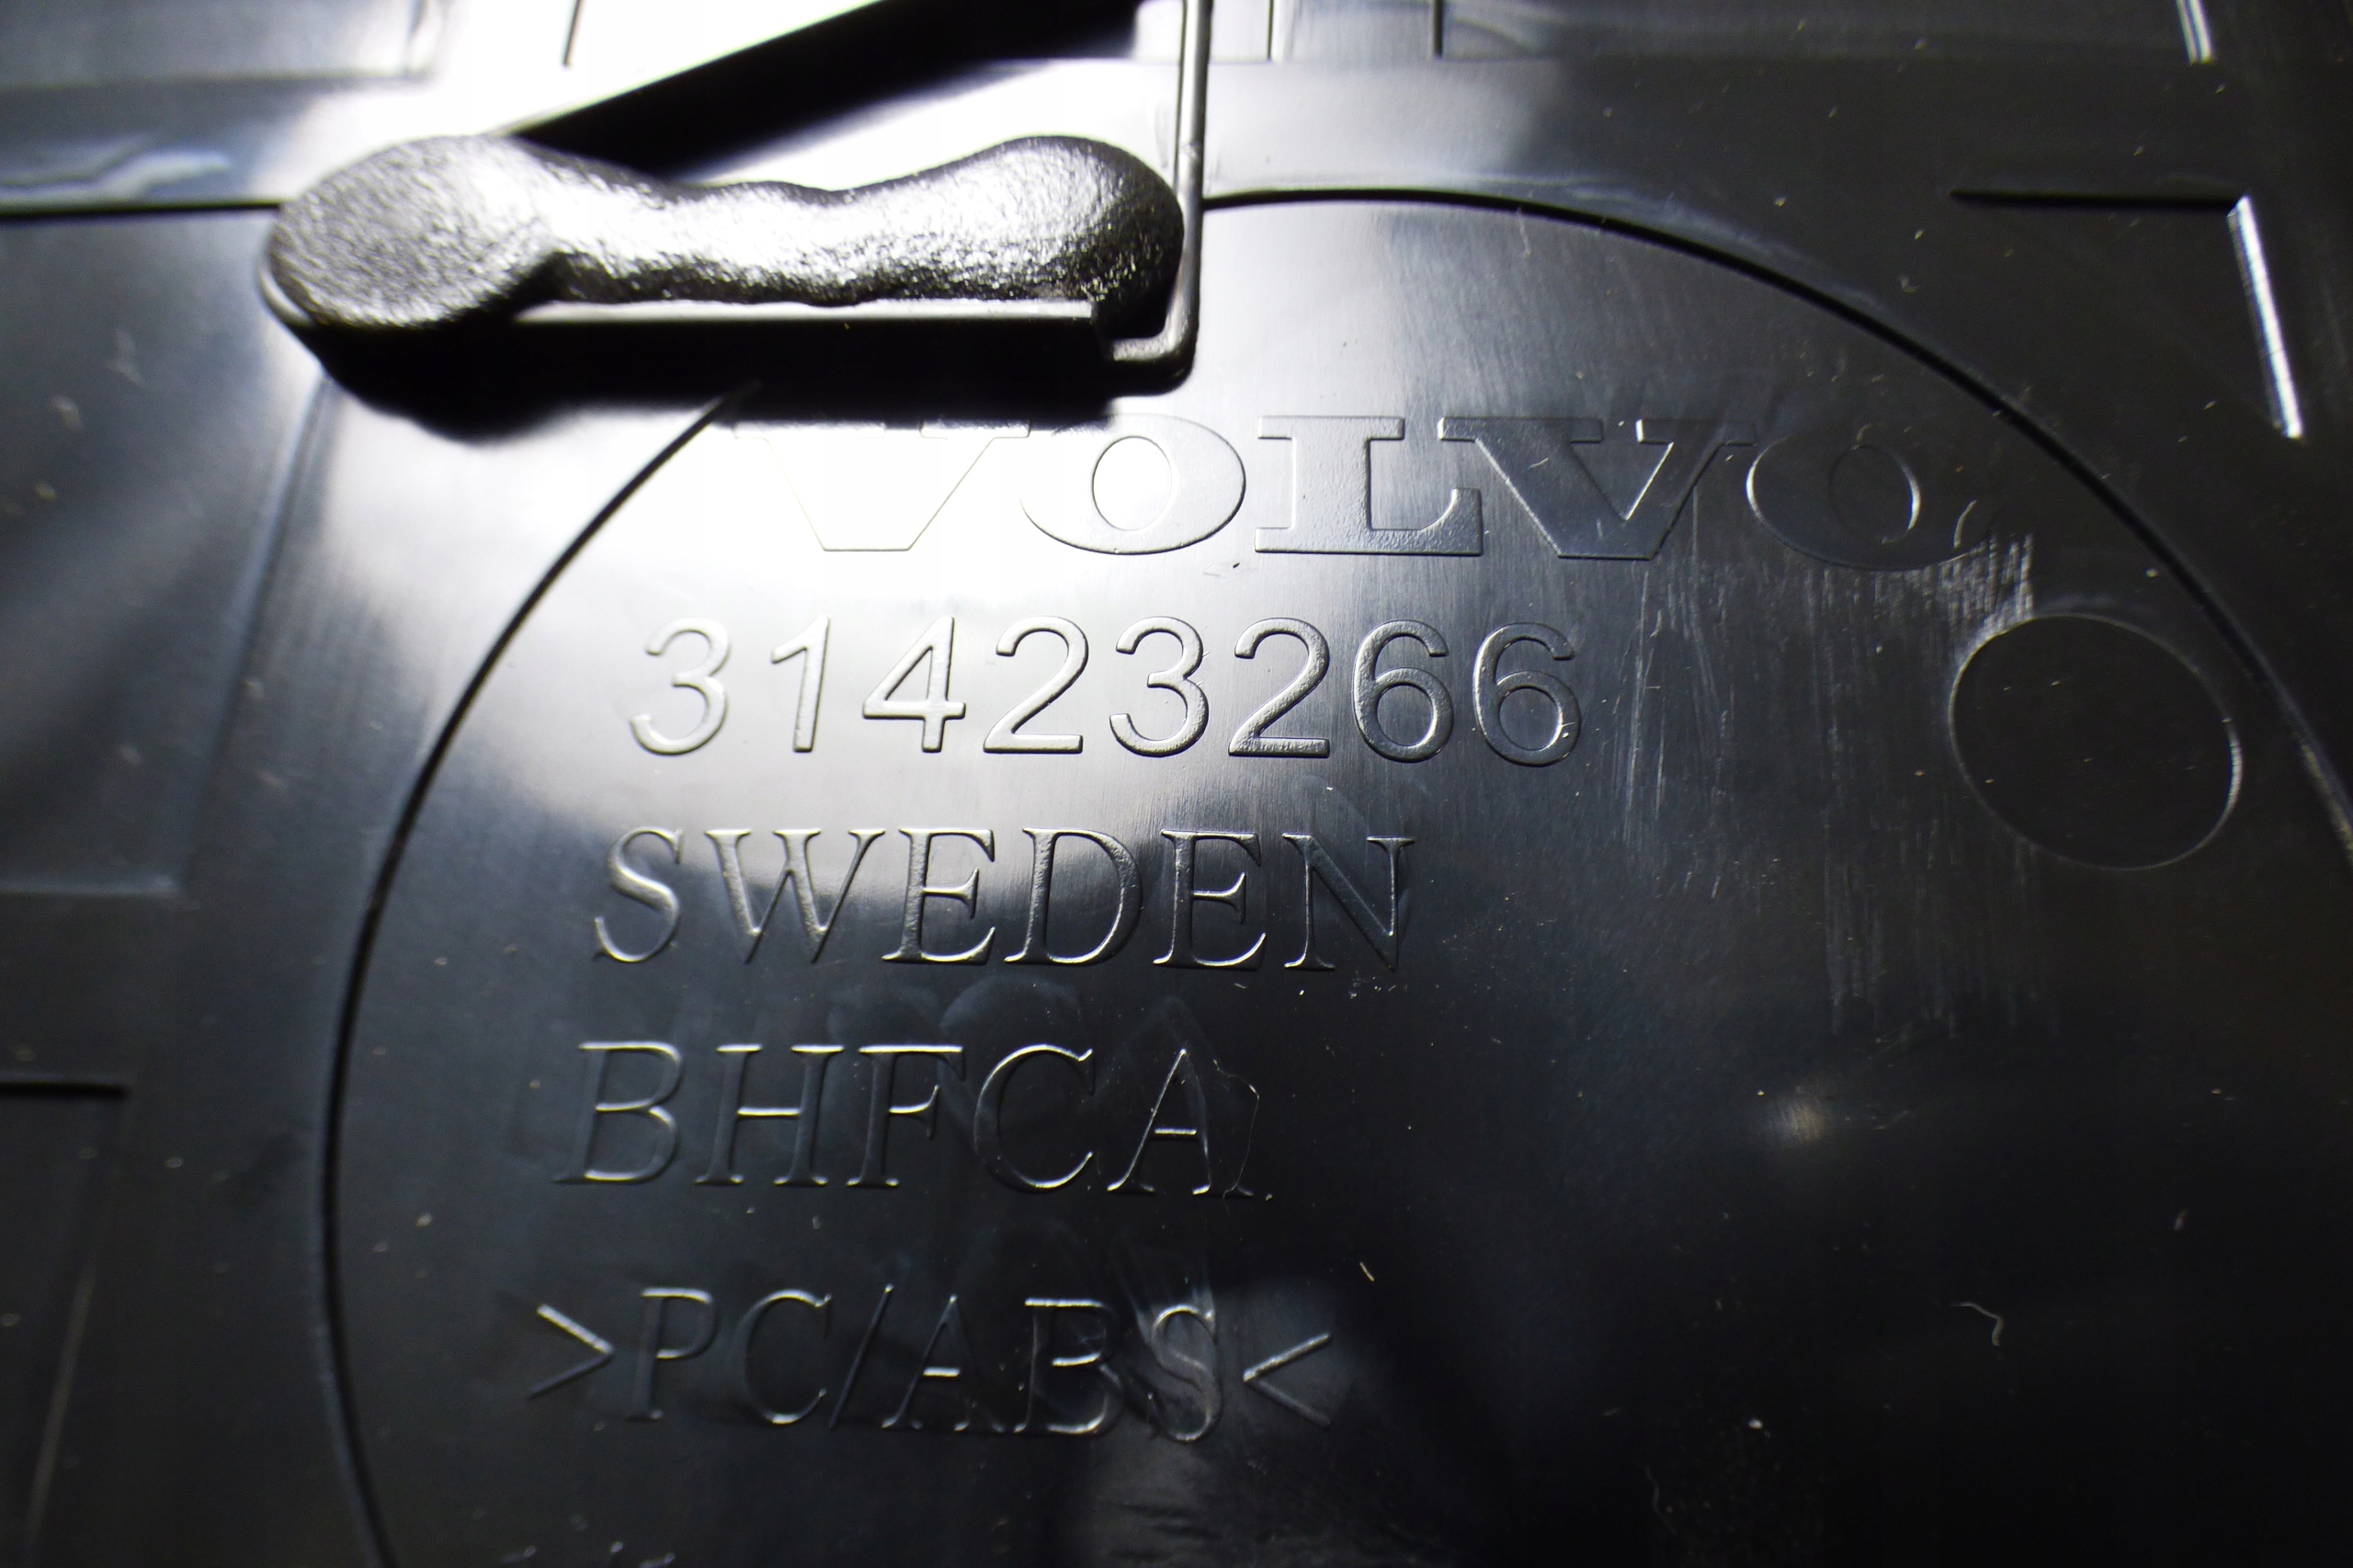 VOLVO
31423266
SWEDEN
BHFCA
>PC/ABS<